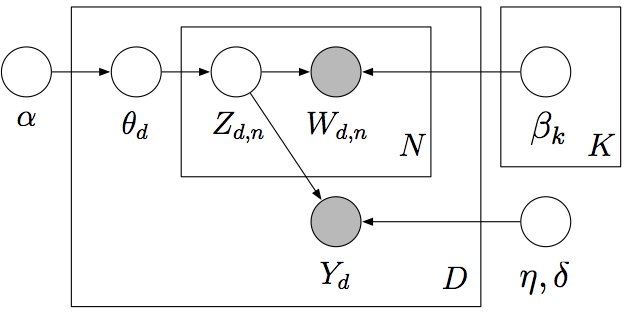 α θ_d Z_{d,n} W_{d,n} N β_k K
Y_d D η, δ